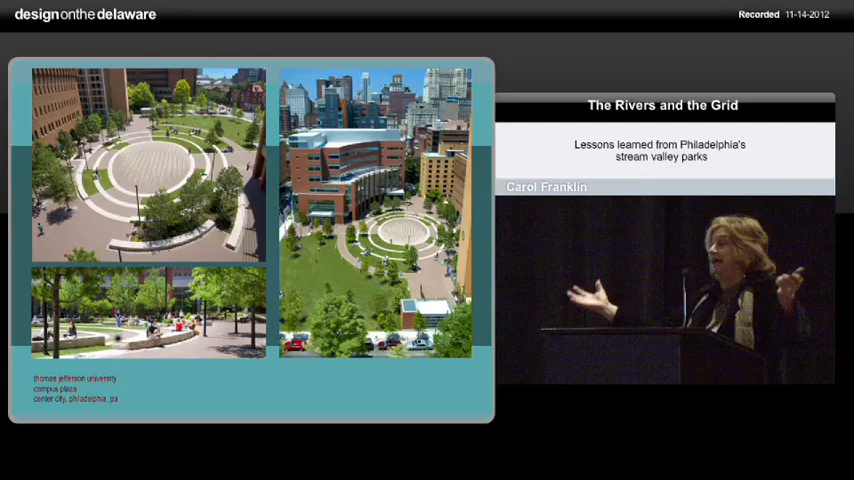 designonthedelaware
Recorded 11-14-2012
The Rivers and the Grid
Lessons learned from Philadelphia's
stream valley parks
Carol Franklin
thomas jefferson university
campus plaza
center city, philadelphia, pa